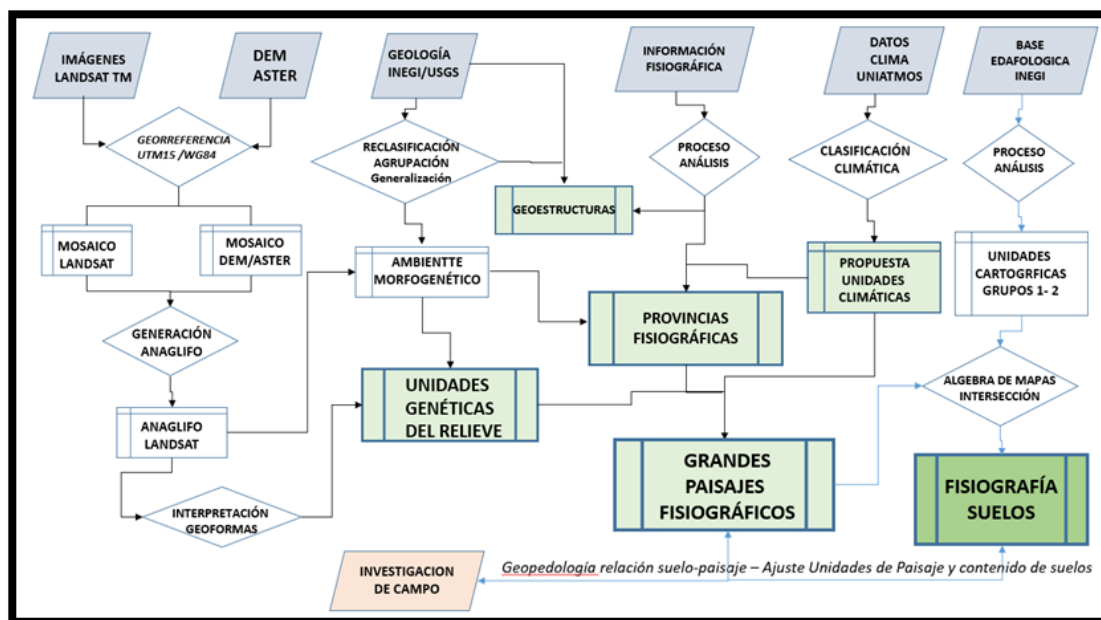 IMÁGENES
LANDSAT TM
DEM
ASTER
GEOLOGÍA
INEGI/USGS
INFORMACIÓN
FISIOGRÁFICA
DATOS
CLIMA
UNIATMOS
BASE
EDAFOLOGICA
INEGI
GEORREFERENCIA
UTM15 /WG84
RECLASIFICACIÓN
AGRUPACIÓN
Generalización
PROCESO
ANÁLISIS
CLASIFICACIÓN
CLIMÁTICA
PROCESO
ANÁLISIS
GEOESTRUCTURAS
MOSAICO
LANDSAT
MOSAICO
DEM/ASTER
AMBIENTTE
MORFOGENÉTICO
PROPUESTA
UNIDADES
CLIMÁTICAS
UNIDADES
CARTOGRFICAS
GRUPOS 1- 2
PROVINCIAS
FISIOGRÁFICAS
GENERACIÓN
ANAGLIFO
UNIDADES
GENÉTICAS
DEL RELIEVE
ALGEBRA DE MAPAS
INTERSECCIÓN
ANAGLIFO
LANDSAT
GRANDES
PAISAJES
FISIOGRÁFICOS
FISIOGRAFÍA
SUELOS
INTERPRETACIÓN
GEOFORMAS
INVESTIGACION
DE CAMPO
Geopedología relación suelo-paisaje – Ajuste Unidades de Paisaje y contenido de suelos